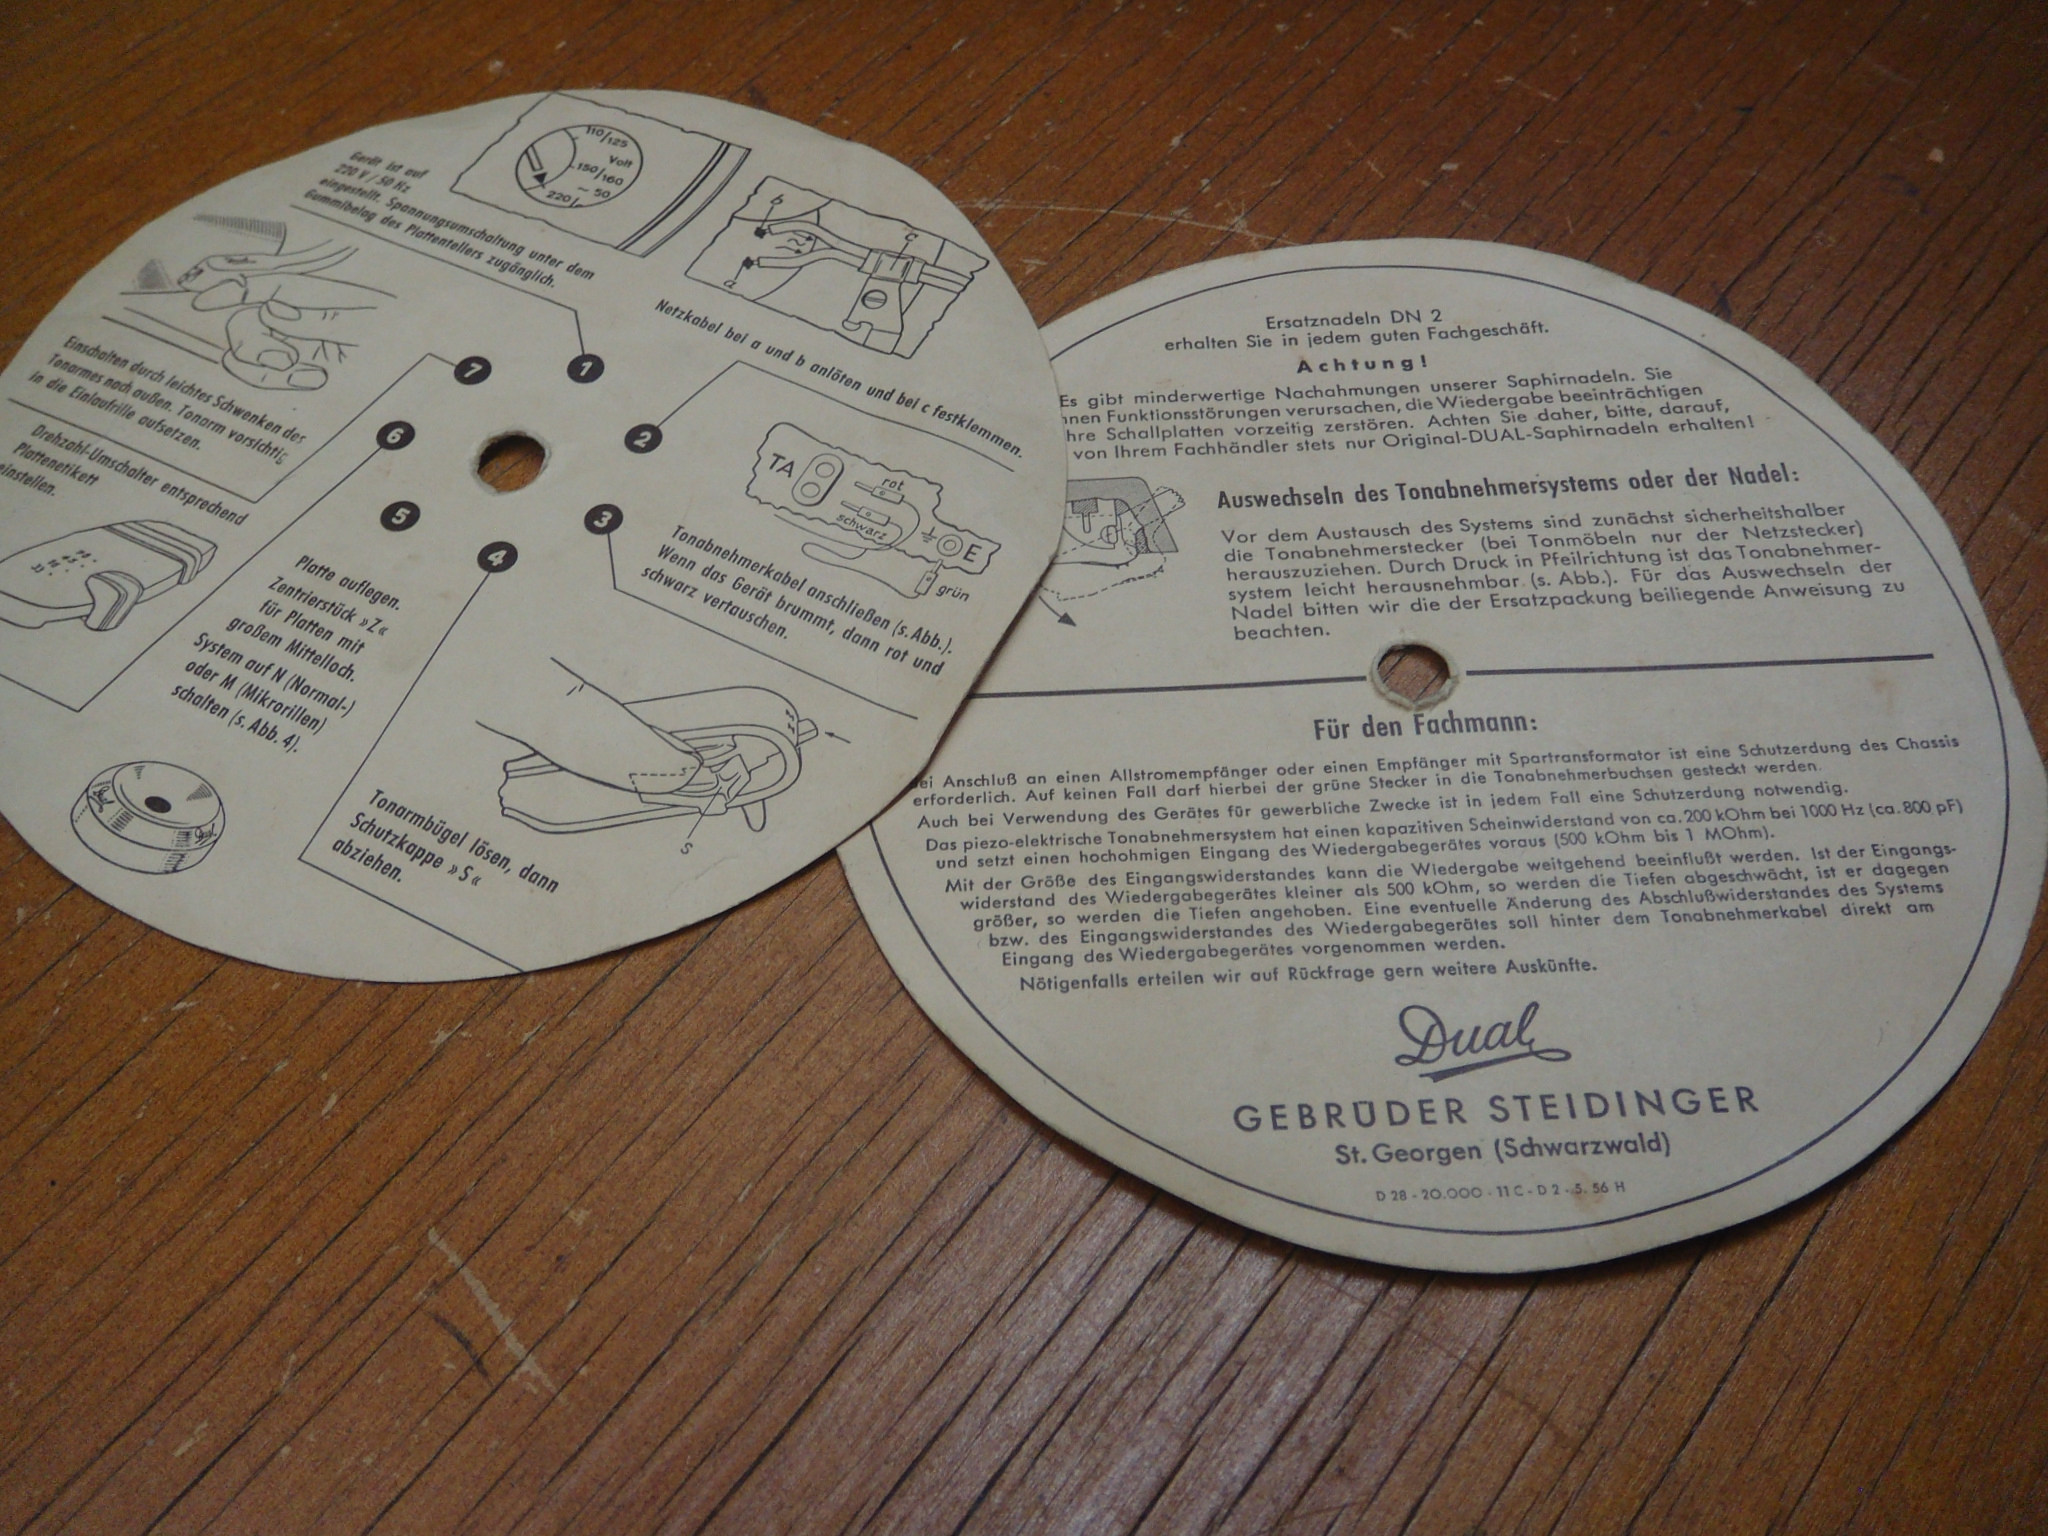 110/125
Volt
150/160
~ 50
220
Gerät ist auf
220 V / 50 Hz
eingestellt. Spannungsumschaltung unter dem
Gummibelag des Plattentellers zugänglich.
b
c
a
Netzkabel bei a und b anlöten und bei c festklemmen.
Einschalten durch leichtes Schwenken des
Tonarmes nach außen. Tonarm vorsichtig
in die Einlaufrille aufsetzen.
7
1
6
2
5
3
4
Drehzahl-Umschalter entsprechend
Plattenetikett
einstellen.
TA
rot
schwarz
E
grün
Tonabnehmerkabel anschließen (s. Abb.).
Wenn das Gerät brummt, dann rot und
schwarz vertauschen.
Platte auflegen.
Zentrierstück »Z«
für Platten mit
großem Mittelloch.
System auf N (Normal-)
oder M (Mikrorillen)
schalten (s. Abb. 4).
Dual
Dual
S
Tonarmbügel lösen, dann
Schutzkappe »S«
abziehen.
Ersatznadeln DN 2
erhalten Sie in jedem guten Fachgeschäft.
Achtung!
Es gibt minderwertige Nachahmungen unserer Saphirnadeln. Sie
nnen Funktionsstörungen verursachen, die Wiedergabe beeinträchtigen
hre Schallplatten vorzeitig zerstören. Achten Sie daher, bitte, darauf,
von Ihrem Fachhändler stets nur Original-DUAL-Saphirnadeln erhalten!
Auswechseln des Tonabnehmersystems oder der Nadel:
Vor dem Austausch des Systems sind zunächst sicherheitshalber
die Tonabnehmerstecker (bei Tonmöbeln nur der Netzstecker)
herauszuziehen. Durch Druck in Pfeilrichtung ist das Tonabnehmer-
system leicht herausnehmbar (s. Abb.). Für das Auswechseln der
Nadel bitten wir die der Ersatzpackung beiliegende Anweisung zu
beachten.
Für den Fachmann:
ei Anschluß an einen Allstromempfänger oder einen Empfänger mit Spartransformator ist eine Schutzerdung des Chassis
erforderlich. Auf keinen Fall darf hierbei der grüne Stecker in die Tonabnehmerbuchsen gesteckt werden.
Auch bei Verwendung des Gerätes für gewerbliche Zwecke ist in jedem Fall eine Schutzerdung notwendig.
Das piezo-elektrische Tonabnehmersystem hat einen kapazitiven Scheinwiderstand von ca. 200 kOhm bei 1000 Hz (ca. 800 pF)
und setzt einen hochohmigen Eingang des Wiedergabegerätes voraus (500 kOhm bis 1 MOhm).
Mit der Größe des Eingangswiderstandes kann die Wiedergabe weitgehend beeinflußt werden. Ist der Eingangs-
widerstand des Wiedergabegerätes kleiner als 500 kOhm, so werden die Tiefen abgeschwächt, ist er dagegen
größer, so werden die Tiefen angehoben. Eine eventuelle Änderung des Abschlußwiderstandes des Systems
bzw. des Eingangswiderstandes des Wiedergabegerätes soll hinter dem Tonabnehmerkabel direkt am
Eingang des Wiedergabegerätes vorgenommen werden.
Nötigenfalls erteilen wir auf Rückfrage gern weitere Auskünfte.
Dual
GEBRÜDER STEIDINGER
St. Georgen (Schwarzwald)
D 28 - 20.000 - 11 C - D 2 - 5. 56 H